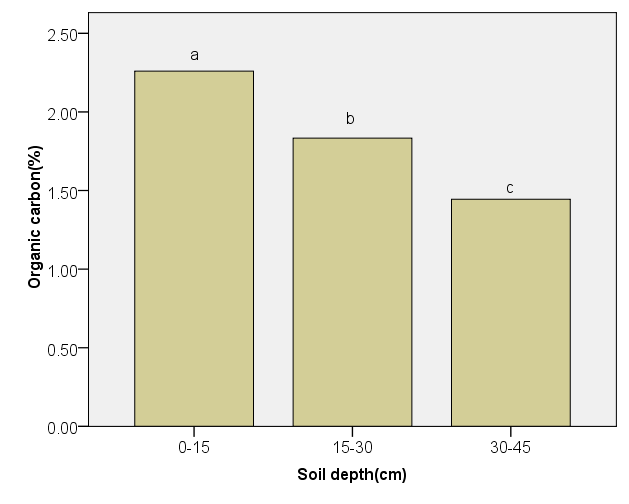 Organic carbon(%)
2.50
2.00
1.50
1.00
0.50
0.00
a
b
c
0-15
15-30
30-45
Soil depth(cm)